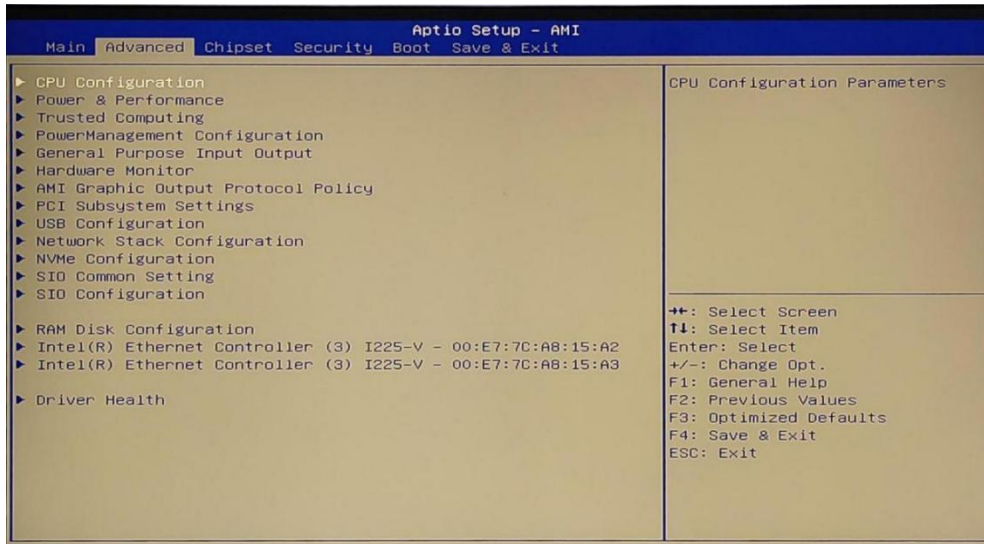 Aptio Setup - AMI
Main Advanced Chipset Security Boot Save & Exit
► CPU Configuration
► Power & Performance
► Trusted Computing
► PowerManagement Configuration
► General Purpose Input Output
► Hardware Monitor
► AMI Graphic Output Protocol Policy
► PCI Subsystem Settings
► USB Configuration
► Network Stack Configuration
► NVMe Configuration
► SIO Common Setting
► SIO Configuration
► RAM Disk Configuration
► Intel(R) Ethernet Controller (3) I225-V - 00:E7:7C:A8:15:A2
► Intel(R) Ethernet Controller (3) I225-V - 00:E7:7C:A8:15:A3
► Driver Health
CPU Configuration Parameters
→←: Select Screen
↑↓: Select Item
Enter: Select
+/-: Change Opt.
F1: General Help
F2: Previous Values
F3: Optimized Defaults
F4: Save & Exit
ESC: Exit